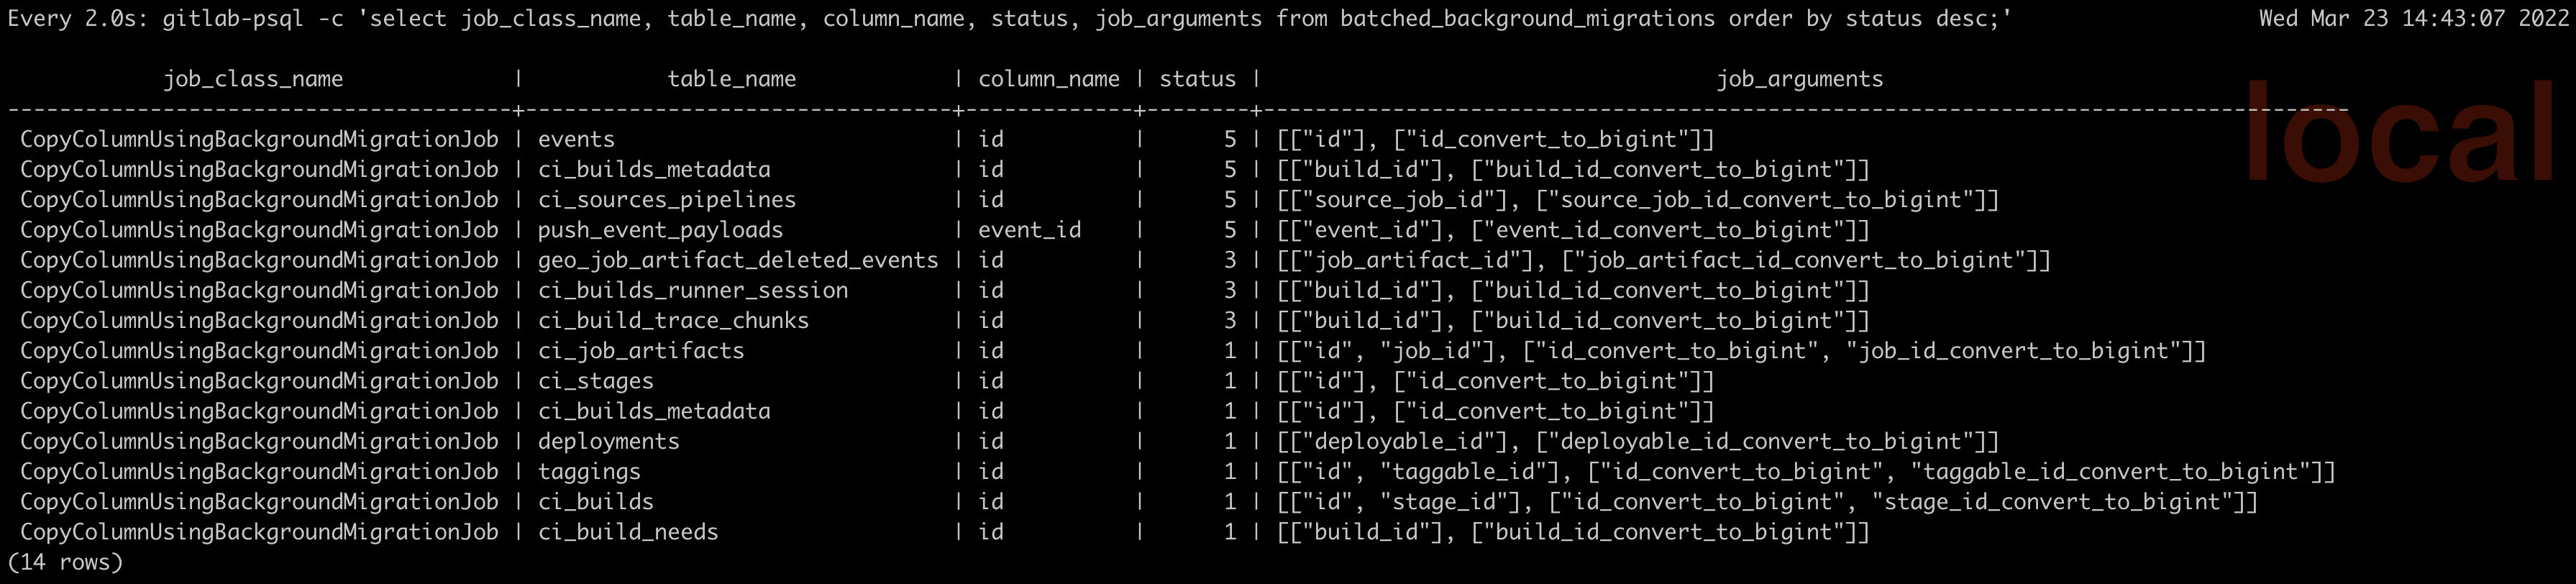 Every 2.0s: gitlab-psql -c 'select job_class_name, table_name, column_name, status, job_arguments from batched_background_migrations order by status desc;' Wed Mar 23 14:43:07 2022
job_class_name | table_name | column_name | status | job_arguments
local
CopyColumnUsingBackgroundMigrationJob | events | id | 5 | [["id"], ["id_convert_to_bigint"]]
CopyColumnUsingBackgroundMigrationJob | ci_builds_metadata | id | 5 | [["build_id"], ["build_id_convert_to_bigint"]]
CopyColumnUsingBackgroundMigrationJob | ci_sources_pipelines | id | 5 | [["source_job_id"], ["source_job_id_convert_to_bigint"]]
CopyColumnUsingBackgroundMigrationJob | push_event_payloads | event_id | 5 | [["event_id"], ["event_id_convert_to_bigint"]]
CopyColumnUsingBackgroundMigrationJob | geo_job_artifact_deleted_events | id | 3 | [["job_artifact_id"], ["job_artifact_id_convert_to_bigint"]]
CopyColumnUsingBackgroundMigrationJob | ci_builds_runner_session | id | 3 | [["build_id"], ["build_id_convert_to_bigint"]]
CopyColumnUsingBackgroundMigrationJob | ci_build_trace_chunks | id | 3 | [["build_id"], ["build_id_convert_to_bigint"]]
CopyColumnUsingBackgroundMigrationJob | ci_job_artifacts | id | 1 | [["id", "job_id"], ["id_convert_to_bigint", "job_id_convert_to_bigint"]]
CopyColumnUsingBackgroundMigrationJob | ci_stages | id | 1 | [["id"], ["id_convert_to_bigint"]]
CopyColumnUsingBackgroundMigrationJob | ci_builds_metadata | id | 1 | [["id"], ["id_convert_to_bigint"]]
CopyColumnUsingBackgroundMigrationJob | deployments | id | 1 | [["deployable_id"], ["deployable_id_convert_to_bigint"]]
CopyColumnUsingBackgroundMigrationJob | taggings | id | 1 | [["id", "taggable_id"], ["id_convert_to_bigint", "taggable_id_convert_to_bigint"]]
CopyColumnUsingBackgroundMigrationJob | ci_builds | id | 1 | [["id", "stage_id"], ["id_convert_to_bigint", "stage_id_convert_to_bigint"]]
CopyColumnUsingBackgroundMigrationJob | ci_build_needs | id | 1 | [["build_id"], ["build_id_convert_to_bigint"]]
(14 rows)